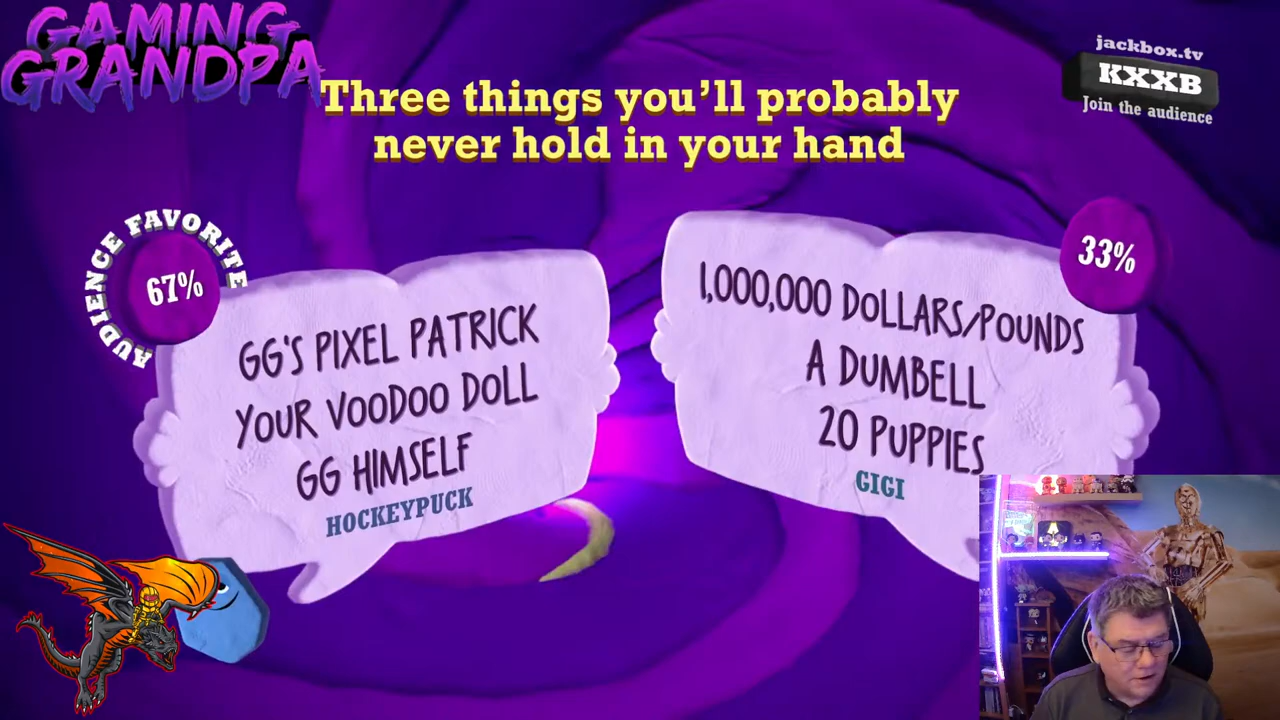 GAMING
GRANDPA
jackbox.tv
KXXB
Join the audience
Three things you'll probably
never hold in your hand
AUDIENCE FAVORITE
67%
GG'S PIXEL PATRICK
YOUR VOODOO DOLL
GG HIMSELF
HOCKEYPUCK
33%
1,000,000 DOLLARS/POUNDS
A DUMBELL
20 PUPPIES
GIGI